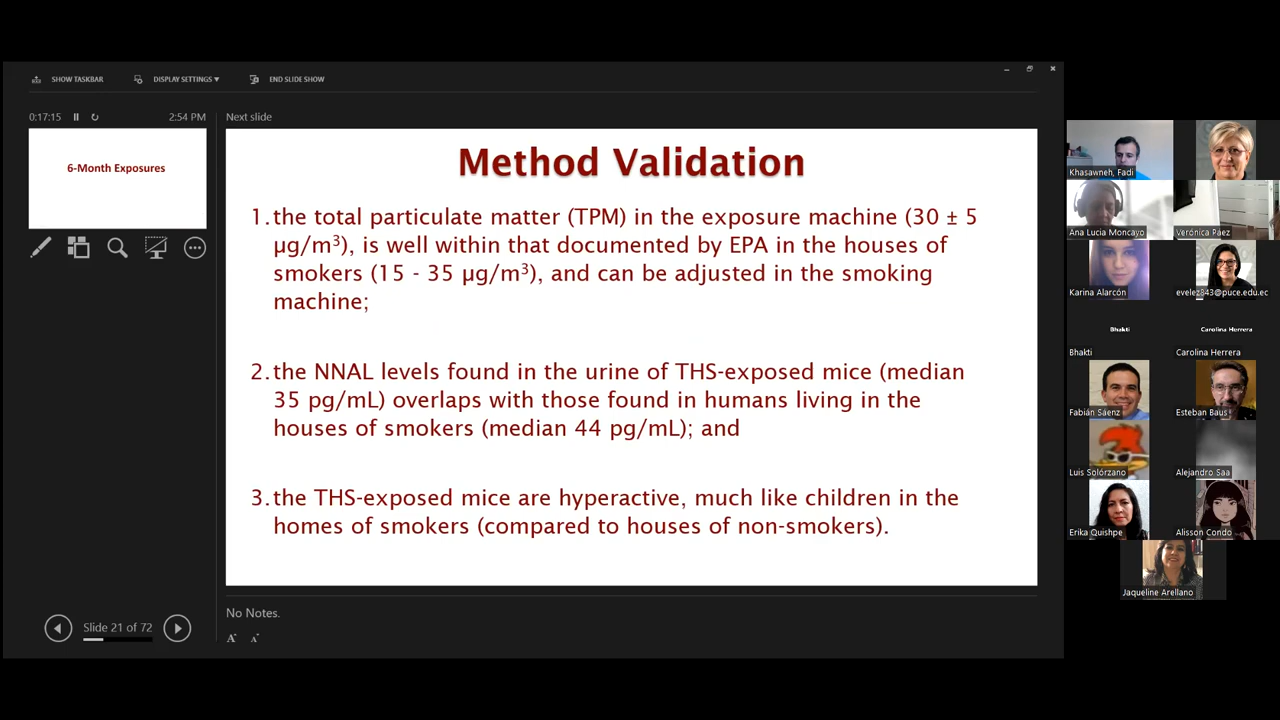 SHOW TASKBAR
DISPLAY SETTINGS ▾
END SLIDE SHOW
0:17:15
2:54 PM
6-Month Exposures
Next slide
Method Validation
1. the total particulate matter (TPM) in the exposure machine (30 ± 5
µg/m³), is well within that documented by EPA in the houses of
smokers (15 - 35 µg/m³), and can be adjusted in the smoking
machine;
2. the NNAL levels found in the urine of THS-exposed mice (median
35 pg/mL) overlaps with those found in humans living in the
houses of smokers (median 44 pg/mL); and
3. the THS-exposed mice are hyperactive, much like children in the
homes of smokers (compared to houses of non-smokers).
No Notes.
A A
Slide 21 of 72
Khasawneh, Fadi
Ana Lucia Moncayo
Verónica Páez
Karina Alarcón
evelez843@puce.edu.ec
Bhakti
Carolina Herrera
Bhakti
Carolina Herrera
Fabián Sáenz
Esteban Baus
Luis Solórzano
Alejandro Saa
Erika Quishpe
Alisson Condo
Jaqueline Arellano